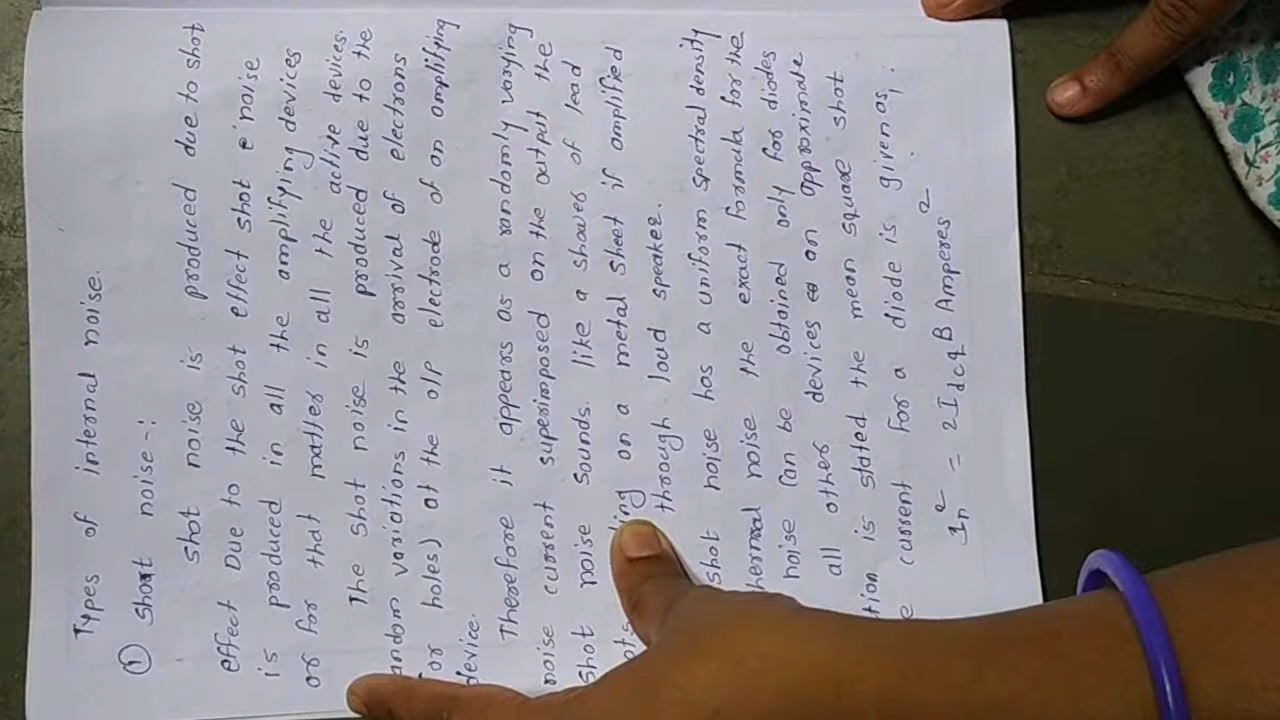 Types of internal noise.
① Shot noise-:
shot noise is produced due to shot
effect Due to the shot effect shot e noise
is produced in all the amplifying devices
or for that matter in all the active devices.
The shot noise is produced due to the
andom variations in the arrival of electrons
or holes) at the o/p electrode of an amplifying
device.
Therefore it appears as a randomly varying
noise current superimposed on the output the
shot noise sounds. like a shower of lead
ots on a metal sheet if amplified
through loud speaker.
Shot noise has a uniform spectral density
hermal noise the exact formula for the
noise can be obtained only for diodes
all other devices an approximate
tion is stated the mean square shot
e current for a diode is given as,:
In² = 2Idc q B Amperes²